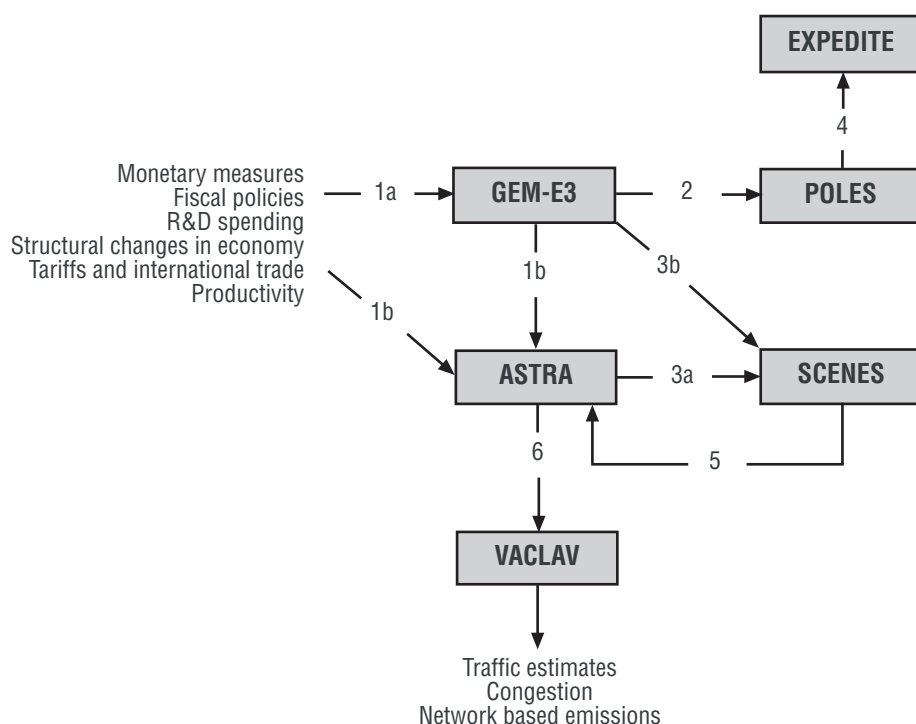 EXPEDITE
4
Monetary measures
Fiscal policies
R&D spending
Structural changes in economy
Tariffs and international trade
Productivity
1a
GEM-E3
2
POLES
1b
3b
1b
ASTRA
3a
SCENES
6
5
VACLAV
Traffic estimates
Congestion
Network based emissions